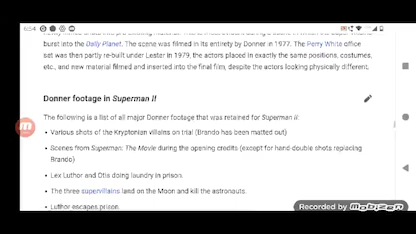 6:54
burst into the Daily Planet. The scene was filmed in its entirety by Donner in 1977. The Perry White office
set was then partly re-built under Lester in 1979, the actors placed in exactly the same positions, costumes,
etc., and new material filmed and inserted into the final film, despite the actors looking physically different.
Donner footage in Superman II
The following is a list of all major Donner footage that was retained for Superman II.
• Various shots of the Kryptonian villains on trial (Brando has been matted out)
• Scenes from Superman: The Movie during the opening credits (except for hand double shots replacing
Brando)
• Lex Luthor and Otis doing laundry in prison.
• The three supervillains land on the Moon and kill the astronauts.
• Luthor escapes prison.
Recorded by Mobizen